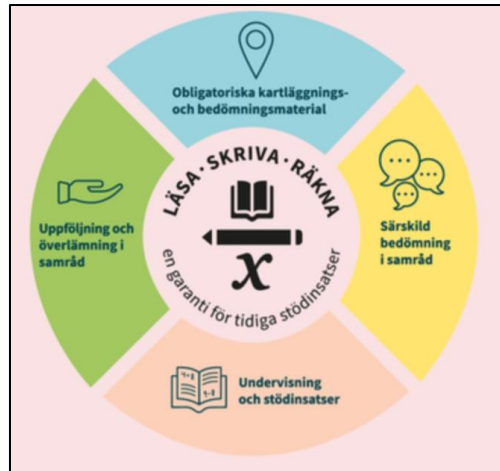 Obligatoriska kartläggnings-
och bedömningsmaterial
LÄSA · SKRIVA · RÄKNA
x
en garanti för tidiga stödinsatser
Särskild
bedömning
i samråd
Undervisning
och stödinsatser
Uppföljning och
överlämning i
samråd